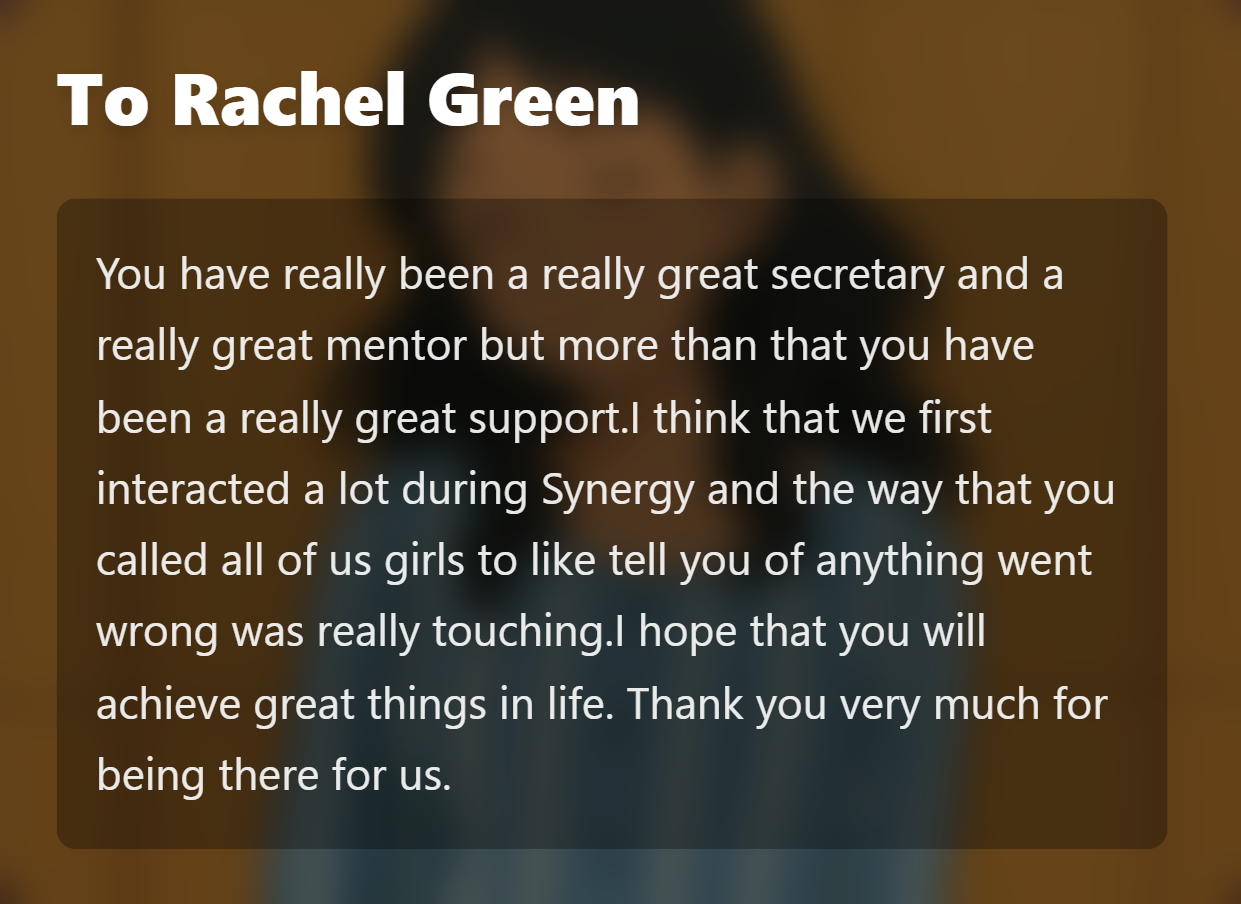 To Rachel Green
You have really been a really great secretary and a
really great mentor but more than that you have
been a really great support.I think that we first
interacted a lot during Synergy and the way that you
called all of us girls to like tell you of anything went
wrong was really touching.I hope that you will
achieve great things in life. Thank you very much for
being there for us.